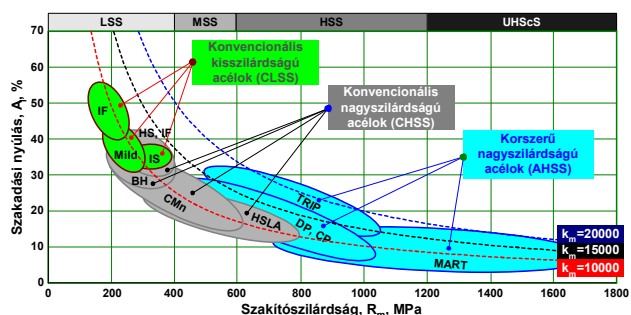 LSS MSS HSS UHScS
70
60
50
40
30
20
10
0
Szakadási nyúlás, A, %
Konvencionális
kisszilárdságú
acélok (CLSS)
Konvencionális
nagyszilárdságú
acélok (CHSS)
Korszerű
nagyszilárdságú
acélok (AHSS)
IF
HS, IF
Mild
IS
BH
CMn
HSLA
TRIP
DP, CP
MART
km=20000
km=15000
km=10000
0 200 400 600 800 1000 1200 1400 1600 1800
Szakítószilárdság, Rm, MPa